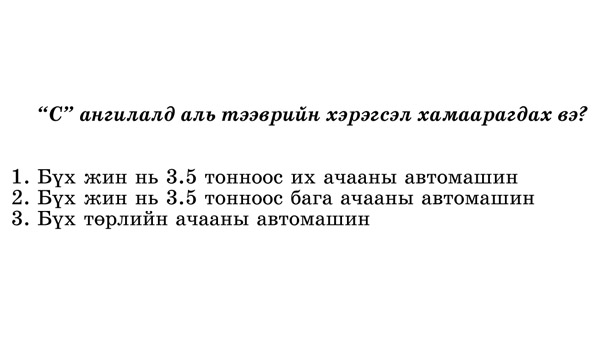 “С” ангилалд аль тээврийн хэрэгсэл хамаарагдах вэ?
1. Бүх жин нь 3.5 тонноос их ачааны автомашин
2. Бүх жин нь 3.5 тонноос бага ачааны автомашин
3. Бүх төрлийн ачааны автомашин